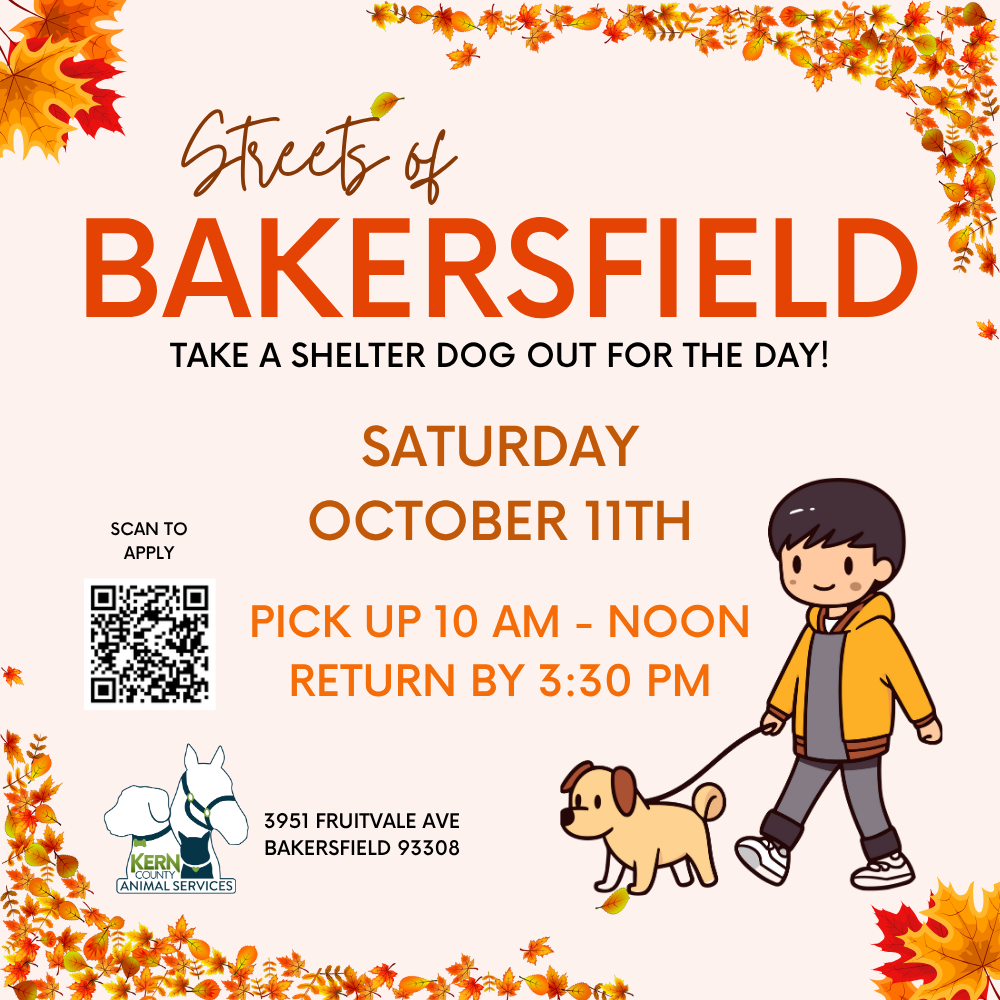 Streets of
BAKERSFIELD
TAKE A SHELTER DOG OUT FOR THE DAY!
SATURDAY
OCTOBER 11TH
SCAN TO
APPLY
PICK UP 10 AM - NOON
RETURN BY 3:30 PM
KERN
COUNTY
ANIMAL SERVICES
3951 FRUITVALE AVE
BAKERSFIELD 93308